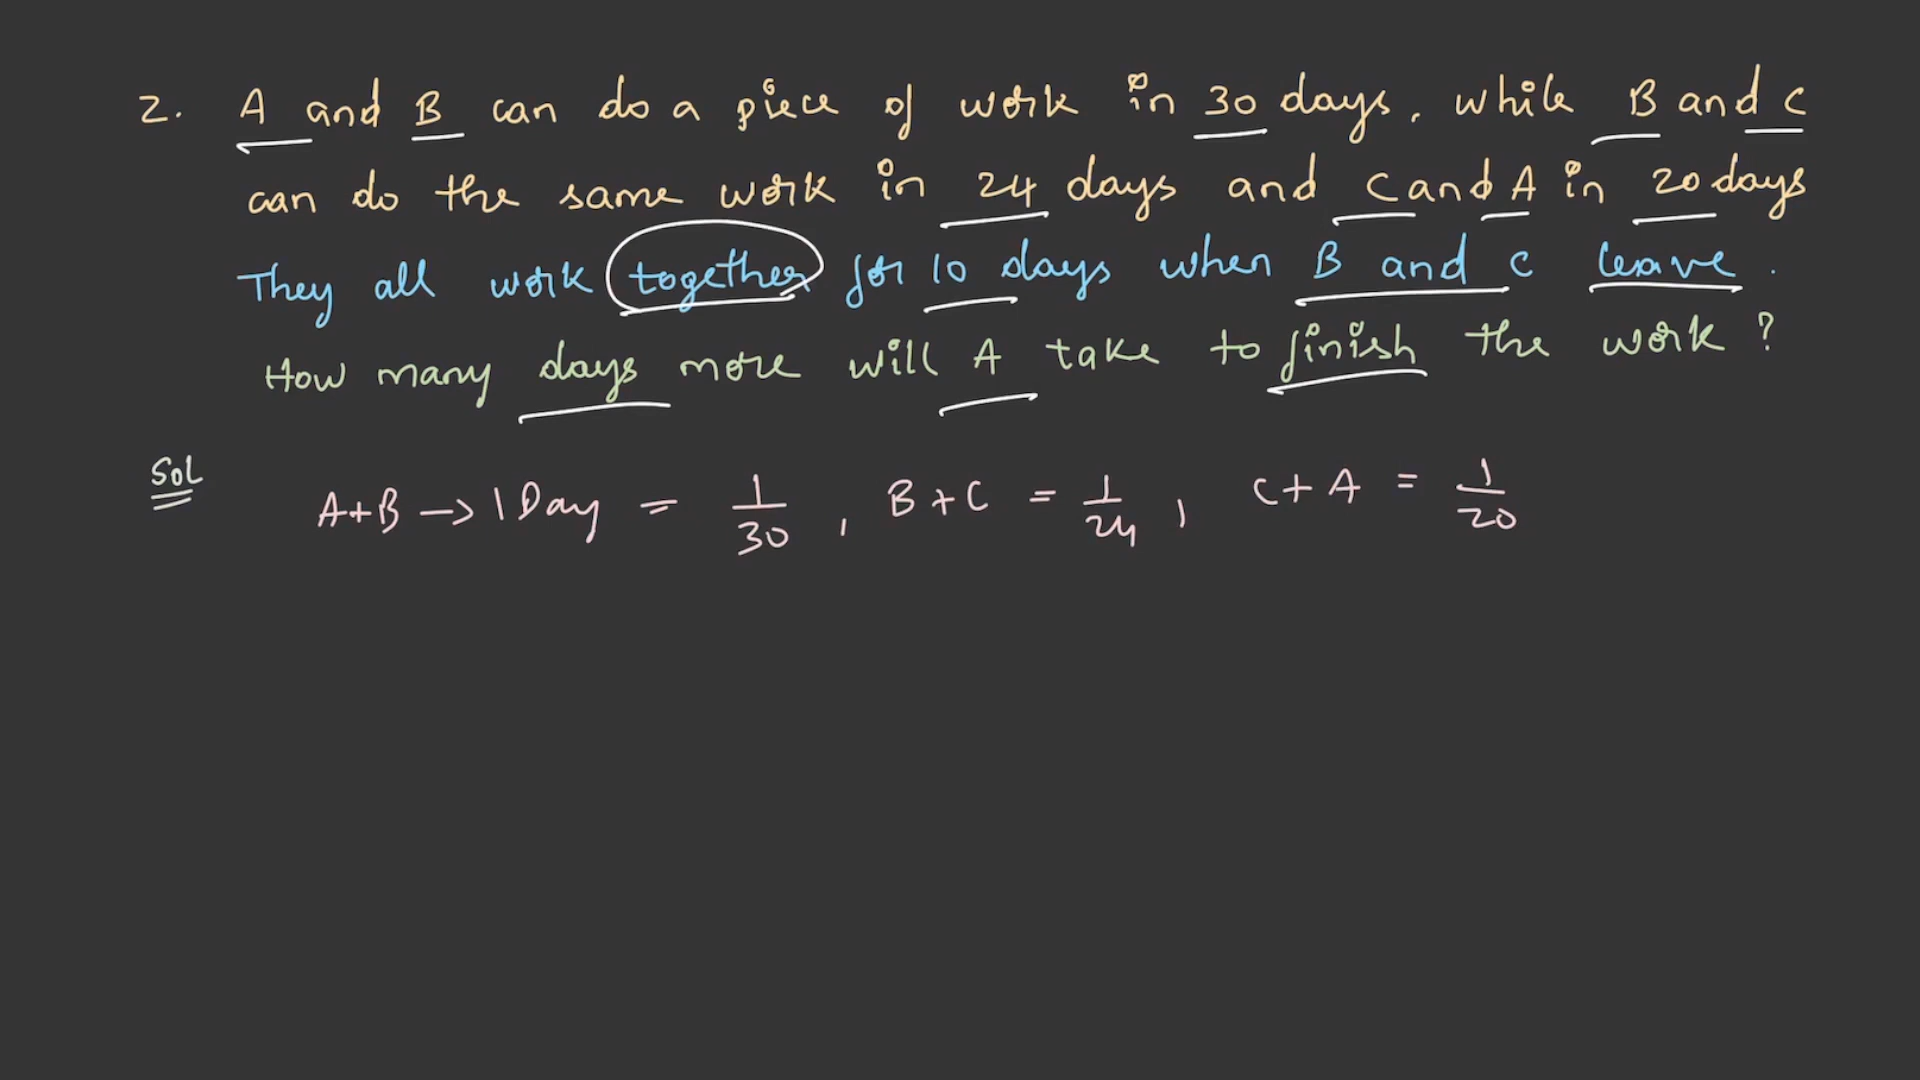 2. A and B can do a piece of work in 30 days, while B and C
can do the same work in 24 days and C and A in 20 days
They all work together for 10 days when B and C leave.
How many days more will A take to finish the work?
Sol
A+B → 1 Day = 1/30 , B+C = 1/24 , C+A = 1/20